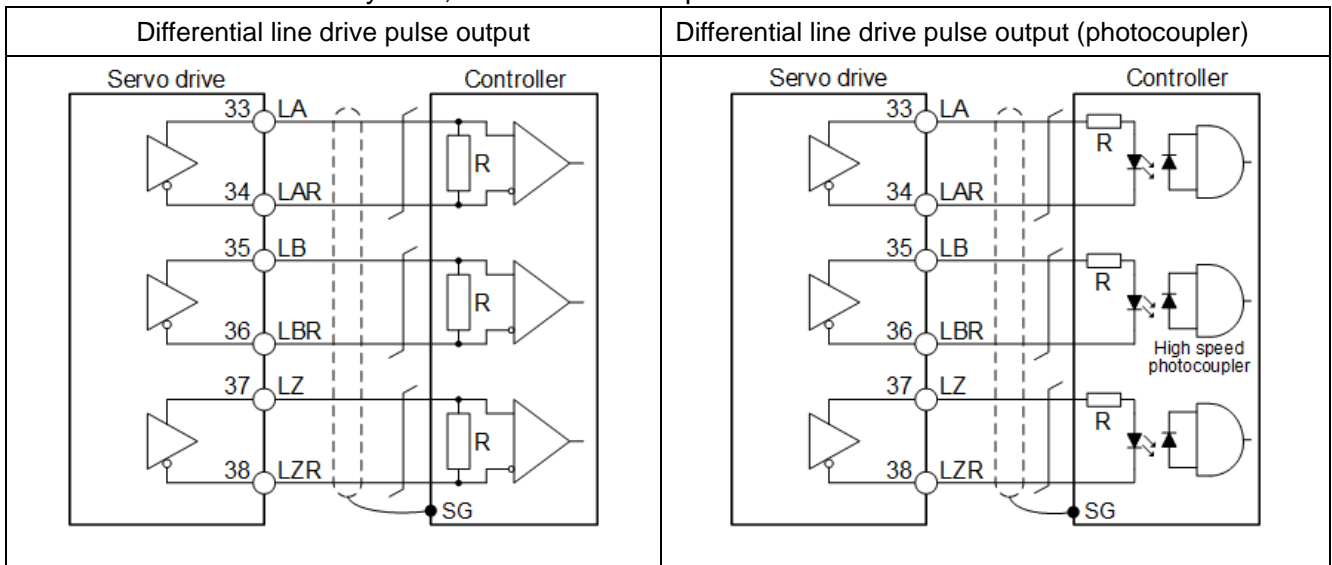 Differential line drive pulse output
Servo drive
Controller
33 LA
R
34 LAR
35 LB
R
36 LBR
37 LZ
R
38 LZR
SG
Differential line drive pulse output (photocoupler)
Servo drive
Controller
33 LA
R
34 LAR
35 LB
R
36 LBR
High speed
photocoupler
37 LZ
R
38 LZR
SG